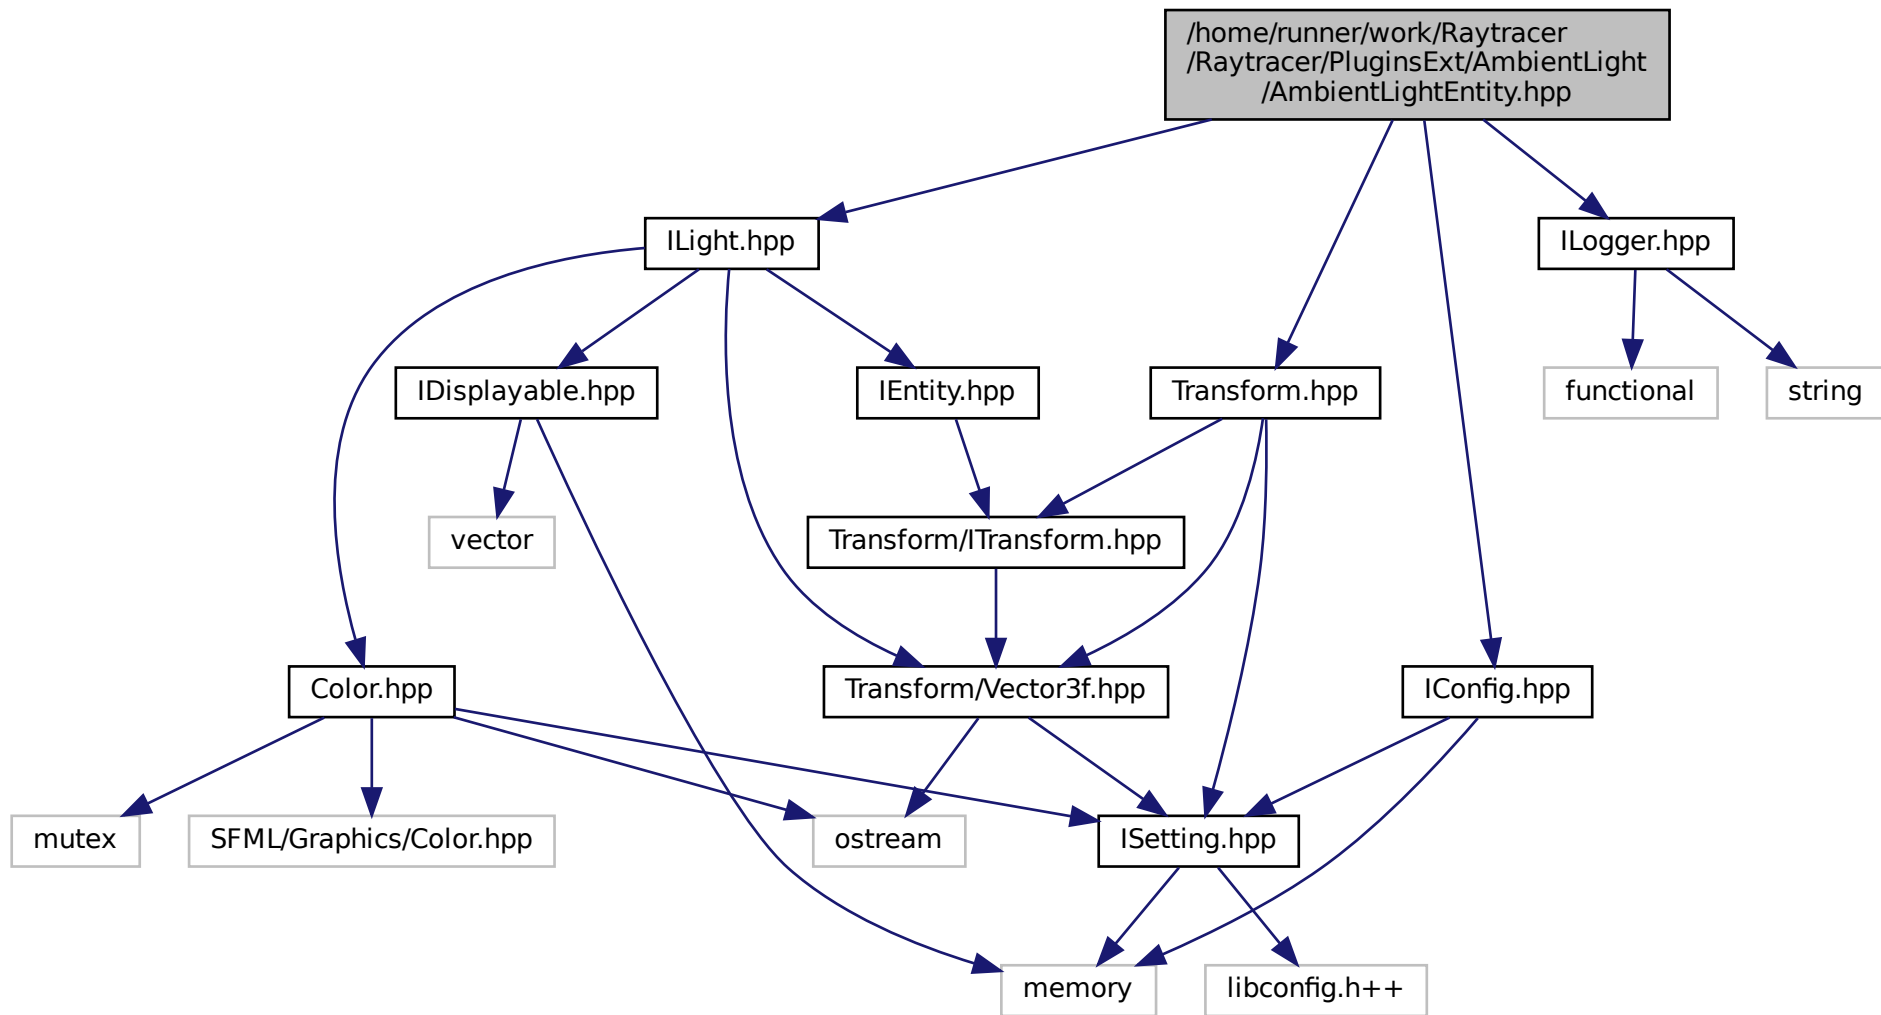 /home/runner/work/Raytracer
/Raytracer/PluginsExt/AmbientLight
/AmbientLightEntity.hpp
ILight.hpp
ILogger.hpp
IDisplayable.hpp
IEntity.hpp
Transform.hpp
functional
string
vector
Transform/ITransform.hpp
Color.hpp
Transform/Vector3f.hpp
IConfig.hpp
mutex
SFML/Graphics/Color.hpp
ostream
ISetting.hpp
memory
libconfig.h++